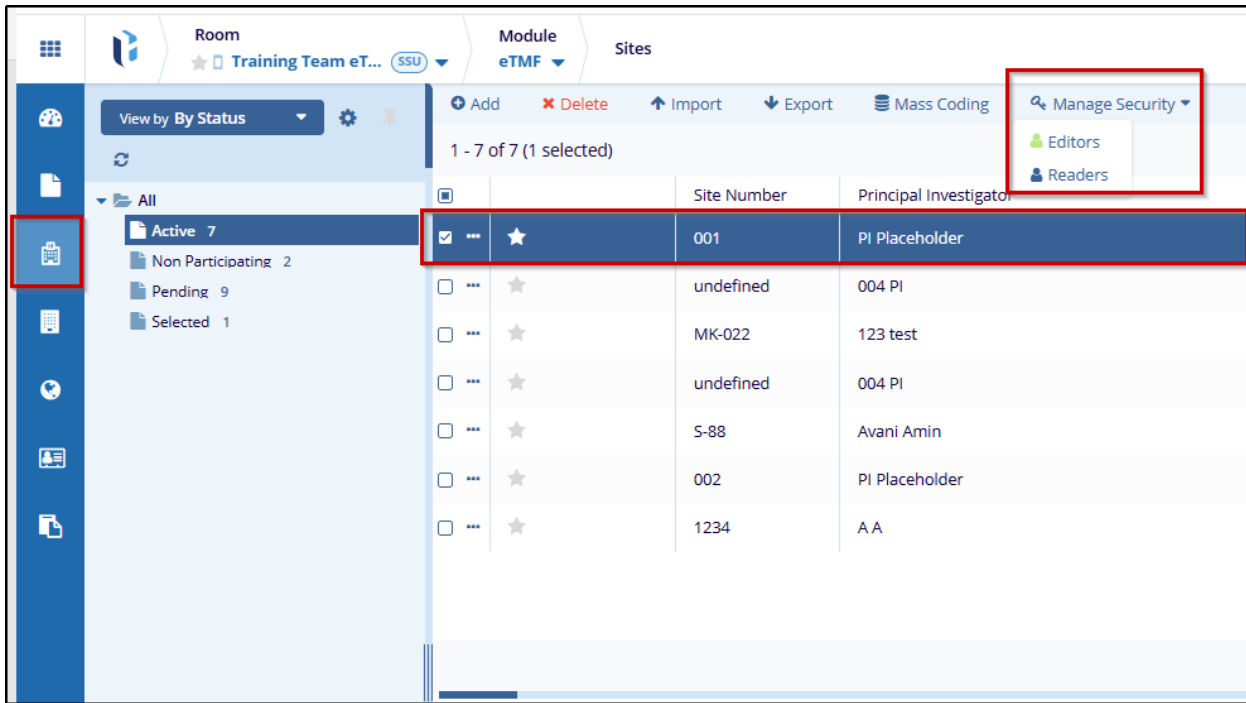 Room
Training Team eT... SSU
Module
eTMF
Sites
View by By Status
All
Active 7
Non Participating 2
Pending 9
Selected 1
Add Delete Import Export Mass Coding Manage Security
Editors
Readers
1 - 7 of 7 (1 selected)
Site Number Principal Investigator
001 PI Placeholder
undefined 004 PI
MK-022 123 test
undefined 004 PI
S-88 Avani Amin
002 PI Placeholder
1234 A A